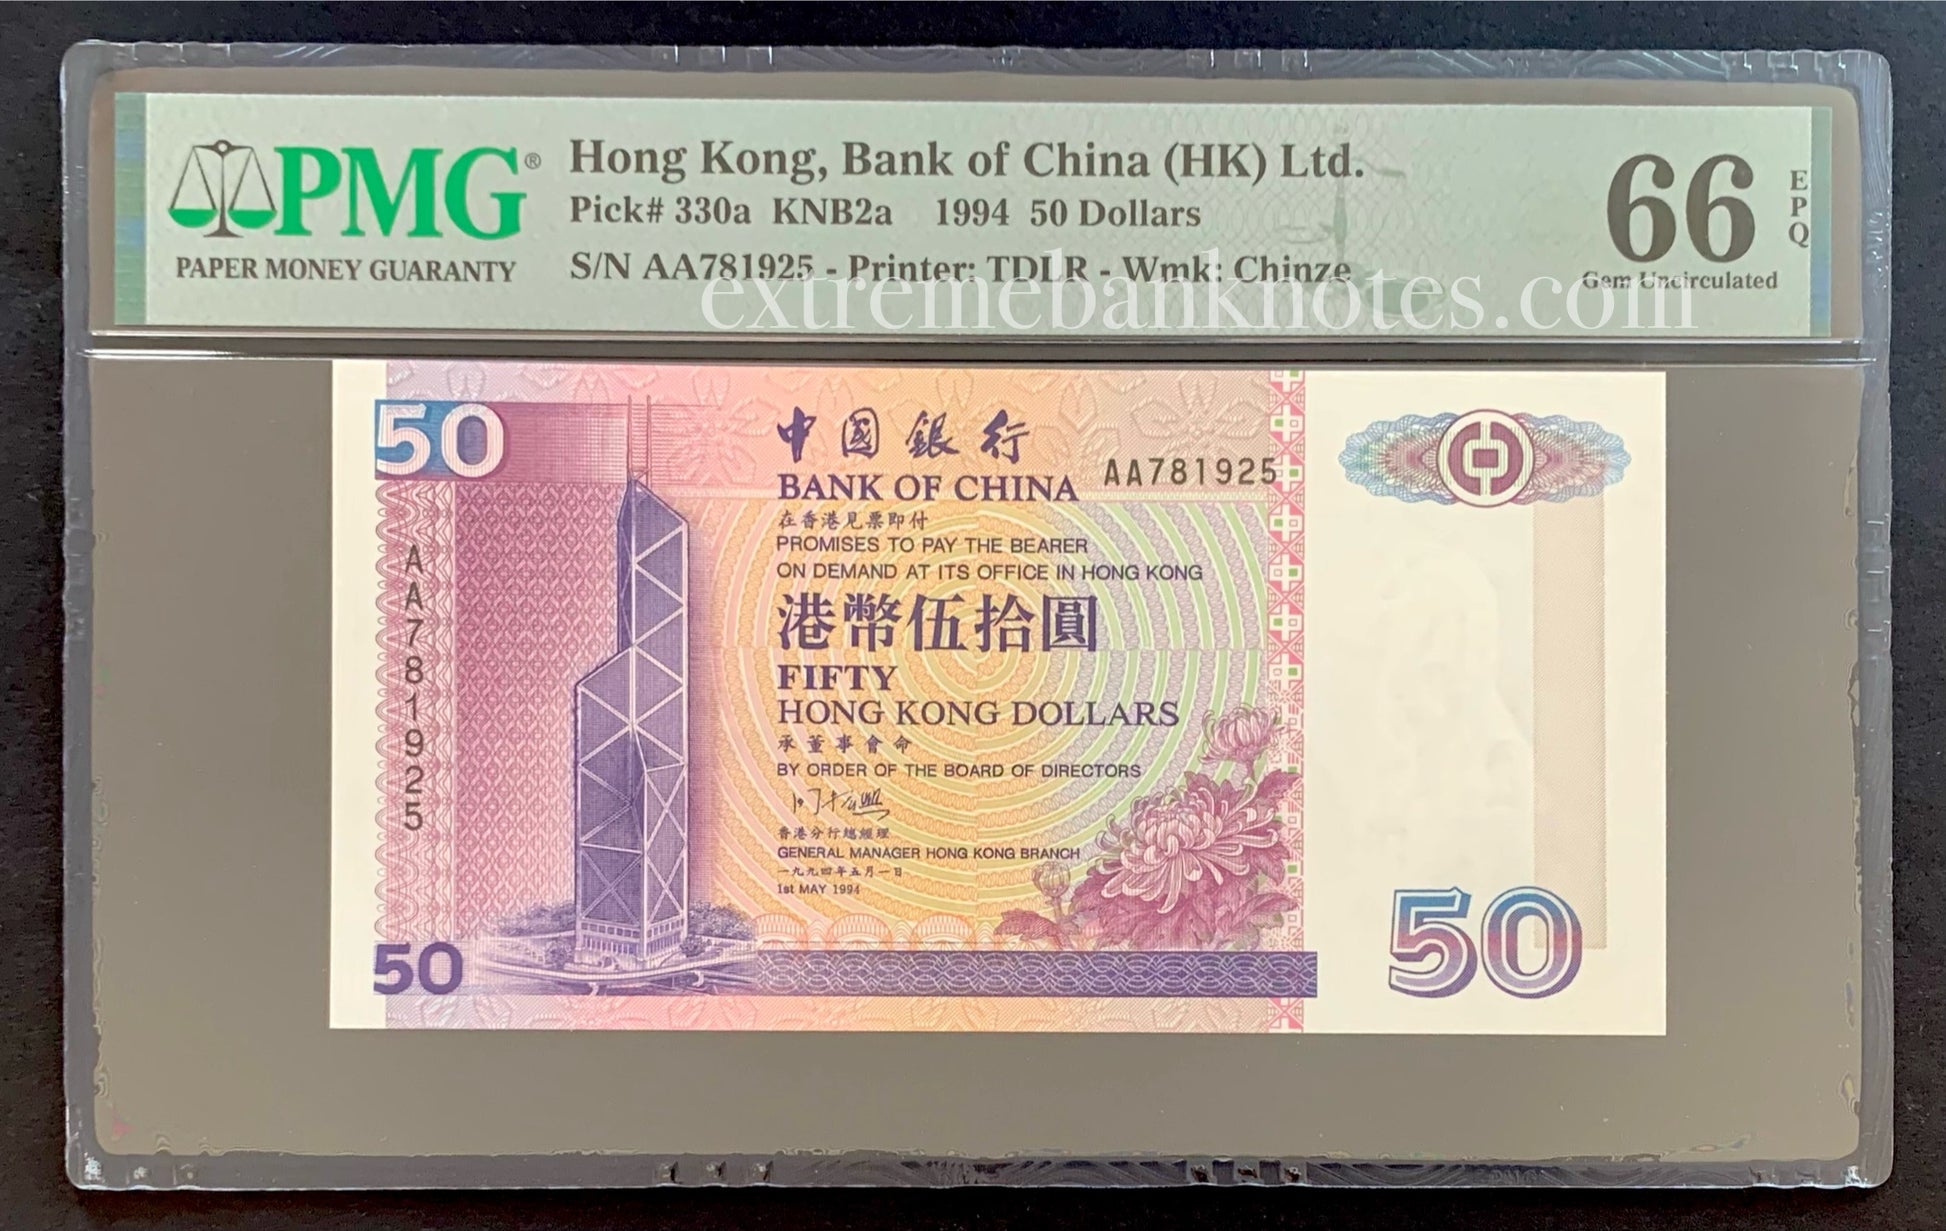 PMG®
PAPER MONEY GUARANTY
Hong Kong, Bank of China (HK) Ltd.
Pick# 330a KNB2a 1994 50 Dollars
S/N AA781925 - Printer: TDLR - Wmk: Chinze
66
EPQ
Gem Uncirculated
extremebanknotes.com
50
中國銀行
BANK OF CHINA
AA781925
在香港見票即付
PROMISES TO PAY THE BEARER
ON DEMAND AT ITS OFFICE IN HONG KONG
港幣伍拾圓
FIFTY
HONG KONG DOLLARS
承董事會命
BY ORDER OF THE BOARD OF DIRECTORS
香港分行總經理
GENERAL MANAGER HONG KONG BRANCH
一九九四年五月一日
1st MAY 1994
AA781925
50
50